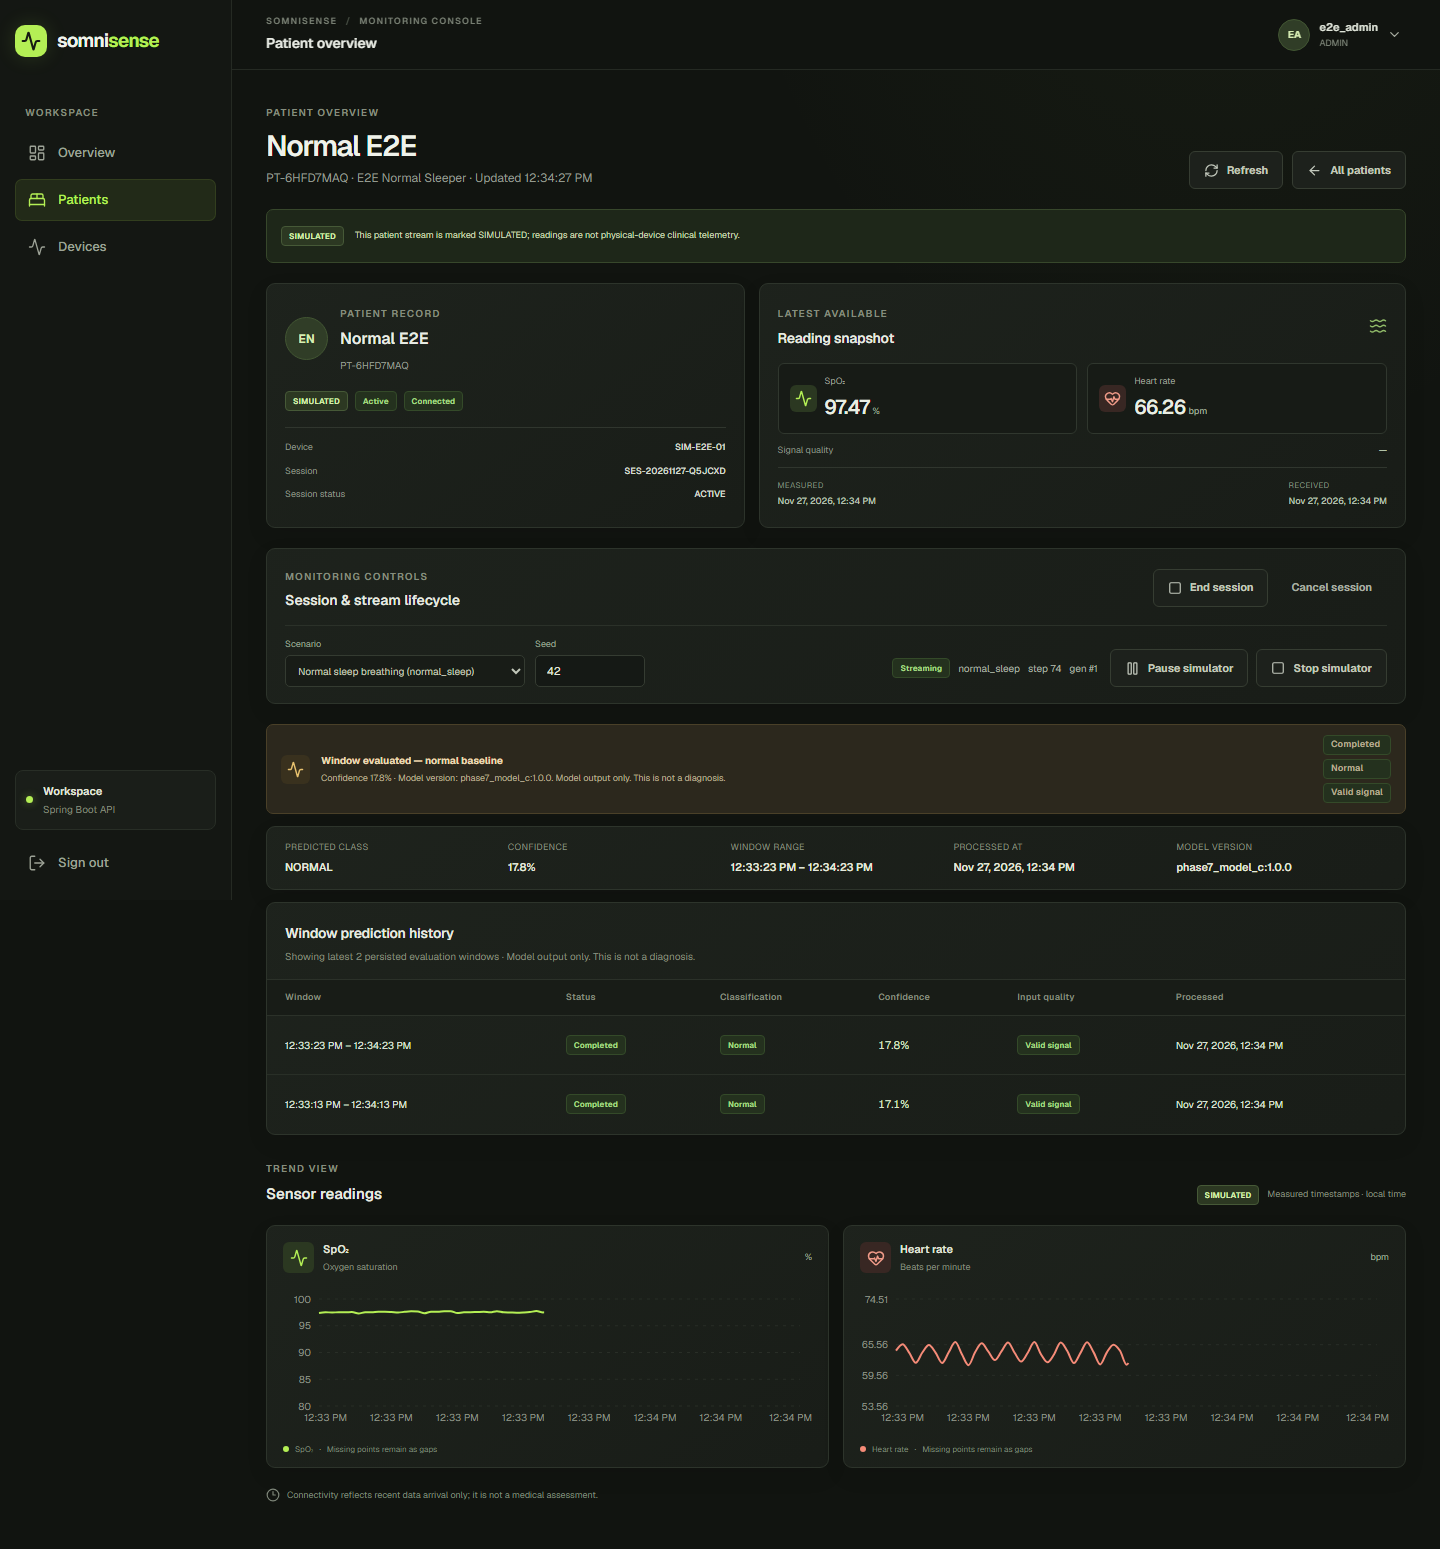 somnisense
SOMNISENSE / MONITORING CONSOLE
Patient overview
EA
e2e_admin
ADMIN
WORKSPACE
Overview
Patients
Devices
PATIENT OVERVIEW
Normal E2E
PT-6HFD7MAQ · E2E Normal Sleeper · Updated 12:34:27 PM
Refresh
All patients
SIMULATED This patient stream is marked SIMULATED; readings are not physical-device clinical telemetry.
EN
PATIENT RECORD
Normal E2E
PT-6HFD7MAQ
SIMULATED Active Connected
Device SIM-E2E-01
Session SES-20261127-Q5JCXD
Session status ACTIVE
LATEST AVAILABLE
Reading snapshot
SpO₂
97.47 %
Heart rate
66.26 bpm
Signal quality —
MEASURED RECEIVED
Nov 27, 2026, 12:34 PM Nov 27, 2026, 12:34 PM
MONITORING CONTROLS
Session & stream lifecycle
End session Cancel session
Scenario Seed
Normal sleep breathing (normal_sleep) 42
Streaming normal_sleep step 74 gen #1 Pause simulator Stop simulator
Window evaluated — normal baseline
Confidence 17.8% · Model version: phase7_model_c:1.0.0. Model output only. This is not a diagnosis.
Completed
Normal
Valid signal
PREDICTED CLASS CONFIDENCE WINDOW RANGE PROCESSED AT MODEL VERSION
NORMAL 17.8% 12:33:23 PM – 12:34:23 PM Nov 27, 2026, 12:34 PM phase7_model_c:1.0.0
Workspace
Spring Boot API
Sign out
Window prediction history
Showing latest 2 persisted evaluation windows · Model output only. This is not a diagnosis.
Window Status Classification Confidence Input quality Processed
12:33:23 PM – 12:34:23 PM Completed Normal 17.8% Valid signal Nov 27, 2026, 12:34 PM
12:33:13 PM – 12:34:13 PM Completed Normal 17.1% Valid signal Nov 27, 2026, 12:34 PM
TREND VIEW
Sensor readings
SIMULATED Measured timestamps · local time
SpO₂
Oxygen saturation
%
100
95
90
85
80
12:33 PM 12:33 PM 12:33 PM 12:33 PM 12:33 PM 12:34 PM 12:34 PM 12:34 PM
SpO₂ · Missing points remain as gaps
Heart rate
Beats per minute
bpm
74.51
65.56
59.56
53.56
12:33 PM 12:33 PM 12:33 PM 12:33 PM 12:33 PM 12:34 PM 12:34 PM 12:34 PM
Heart rate · Missing points remain as gaps
Connectivity reflects recent data arrival only; it is not a medical assessment.